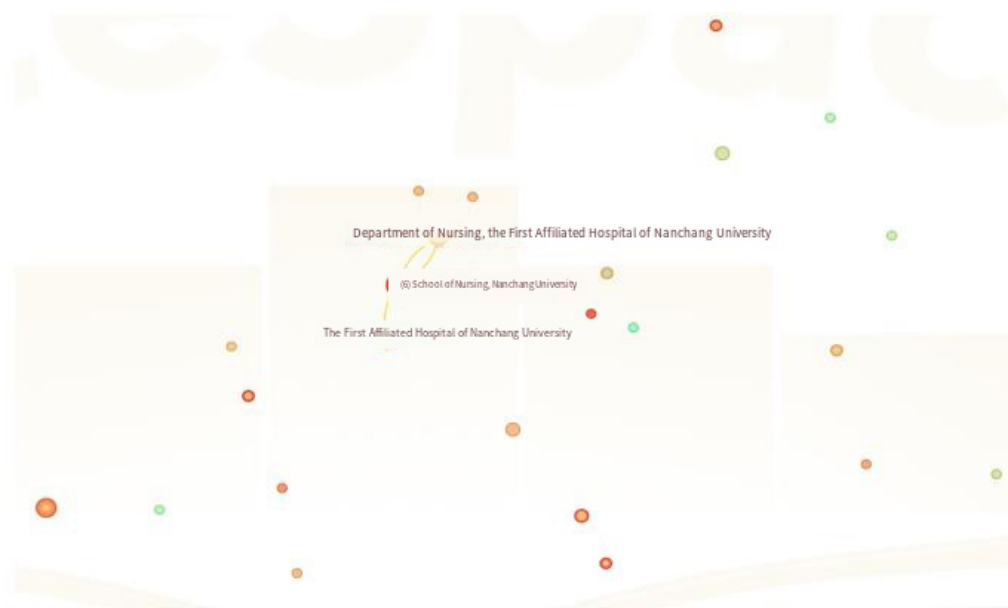 Department of Nursing, the First Affiliated Hospital of Nanchang University
(6) School of Nursing, Nanchang University
The First Affiliated Hospital of Nanchang University